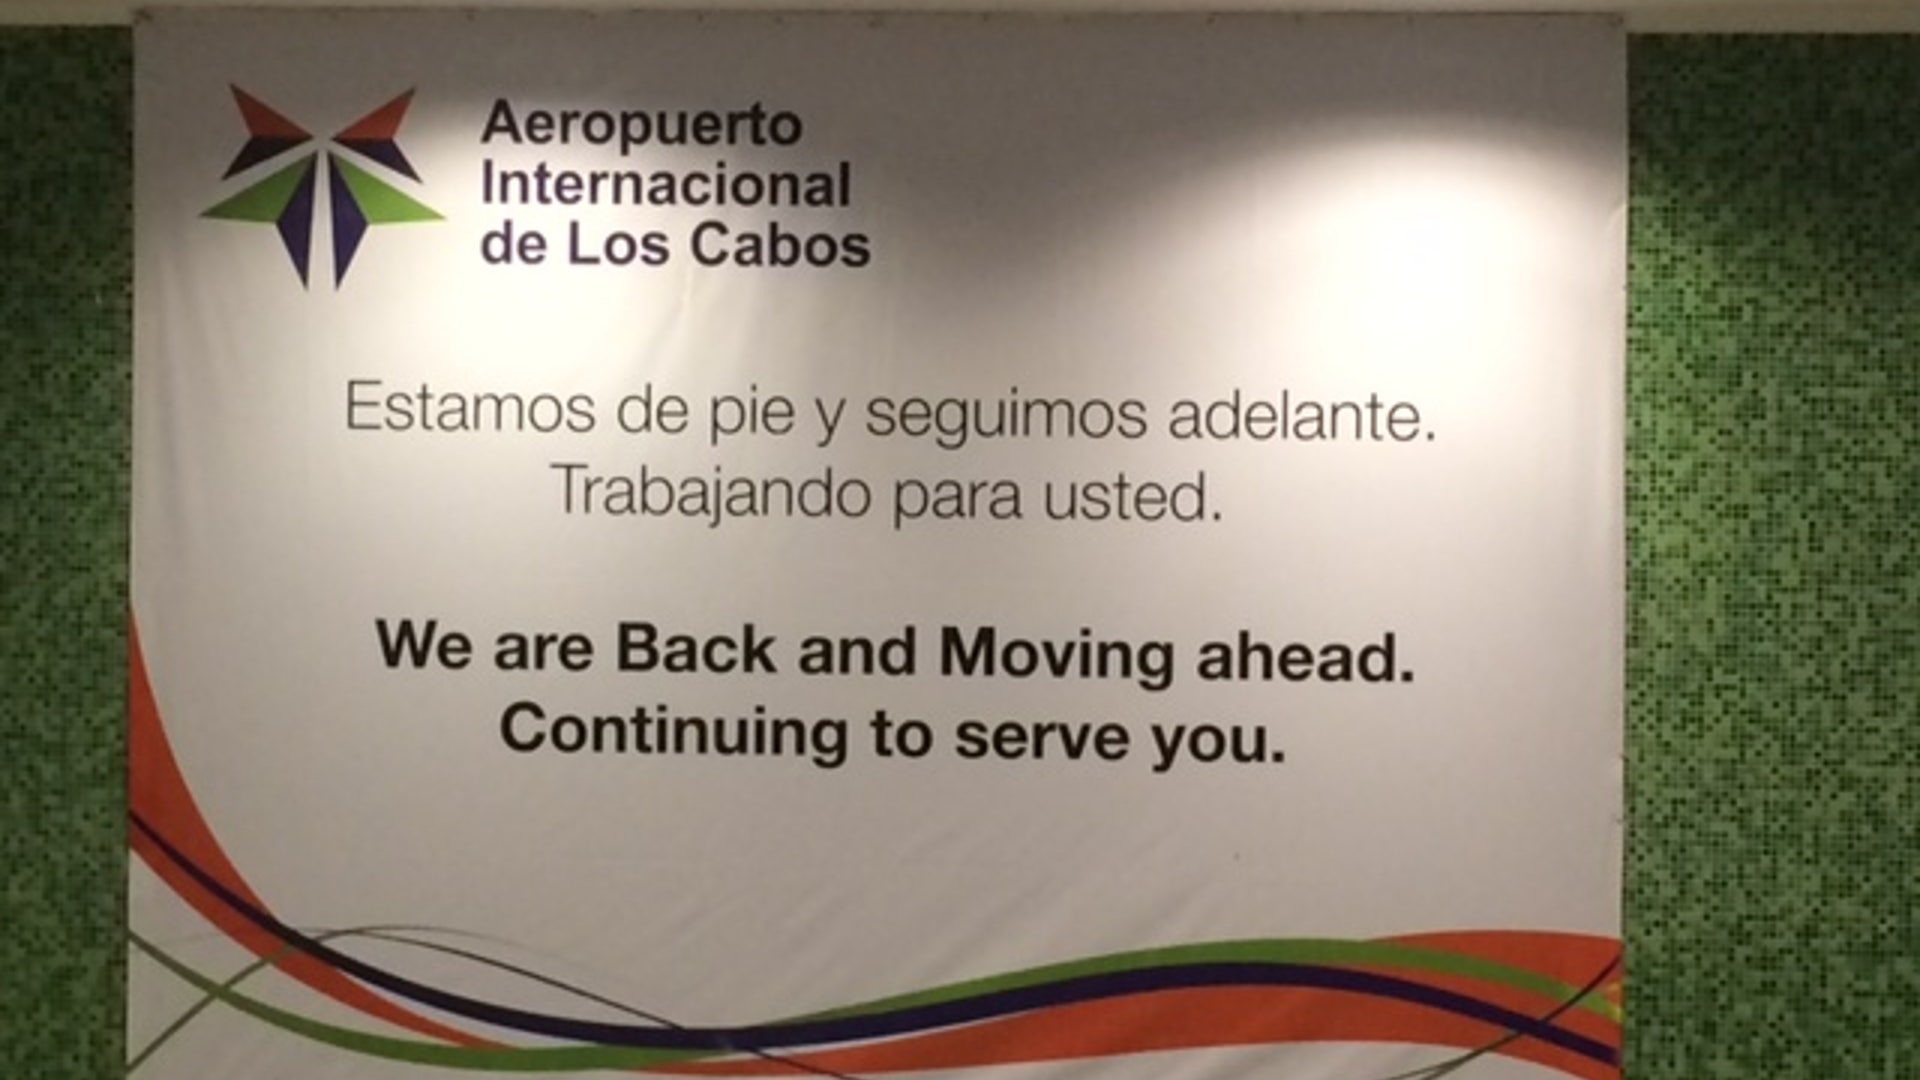 Aeropuerto
Internacional
de Los Cabos
Estamos de pie y seguimos adelante.
Trabajando para usted.
We are Back and Moving ahead.
Continuing to serve you.